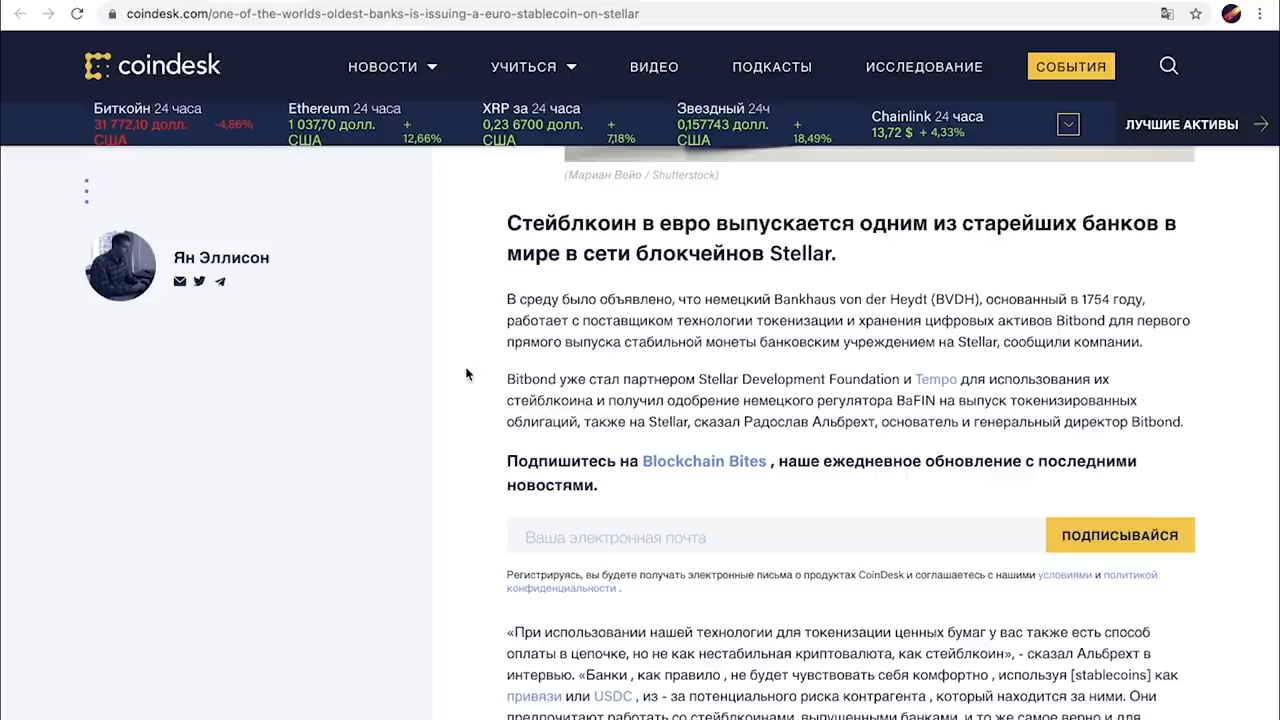 coindesk.com/one-of-the-worlds-oldest-banks-is-issuing-a-euro-stablecoin-on-stellar
coindesk
НОВОСТИ
УЧИТЬСЯ
ВИДЕО
ПОДКАСТЫ
ИССЛЕДОВАНИЕ
СОБЫТИЯ
Биткойн 24 часа
31 772,10 долл. -4,86%
США
Ethereum 24 часа
1 037,70 долл. +
США 12,66%
XRP за 24 часа
0,23 6700 долл. +
США 7,18%
Звездный 24ч
0,157743 долл. +
США 18,49%
Chainlink 24 часа
13,72 $ + 4,33%
ЛУЧШИЕ АКТИВЫ
(Мариан Вейо / Shutterstock)
Ян Эллисон
Стейблкоин в евро выпускается одним из старейших банков в
мире в сети блокчейнов Stellar.
В среду было объявлено, что немецкий Bankhaus von der Heydt (BVDH), основанный в 1754 году,
работает с поставщиком технологии токенизации и хранения цифровых активов Bitbond для первого
прямого выпуска стабильной монеты банковским учреждением на Stellar, сообщили компании.
Bitbond уже стал партнером Stellar Development Foundation и Tempo для использования их
стейблкоина и получил одобрение немецкого регулятора BaFIN на выпуск токенизированных
облигаций, также на Stellar, сказал Радослав Альбрехт, основатель и генеральный директор Bitbond.
Подпишитесь на Blockchain Bites , наше ежедневное обновление с последними
новостями.
Ваша электронная почта
ПОДПИСЫВАЙСЯ
Регистрируясь, вы будете получать электронные письма о продуктах CoinDesk и соглашаетесь с нашими условиями и политикой
конфиденциальности .
«При использовании нашей технологии для токенизации ценных бумаг у вас также есть способ
оплаты в цепочке, но не как нестабильная криптовалюта, как стейблкоин», - сказал Альбрехт в
интервью. «Банки , как правило , не будет чувствовать себя комфортно , используя [stablecoins] как
привязи или USDC , из - за потенциального риска контрагента , который находится за ними. Они
предпочитают работать со стейблкоинами, выпущенными банками, и то же самое верно и для